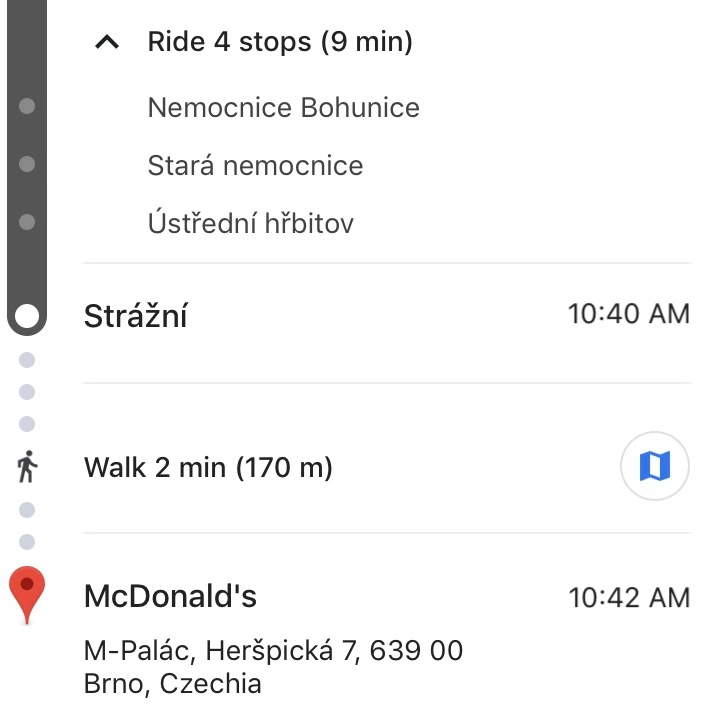 Ride 4 stops (9 min)
Nemocnice Bohunice
Stará nemocnice
Ústřední hřbitov
Strážní 10:40 AM
Walk 2 min (170 m)
McDonald's 10:42 AM
M-Palác, Heršpická 7, 639 00
Brno, Czechia